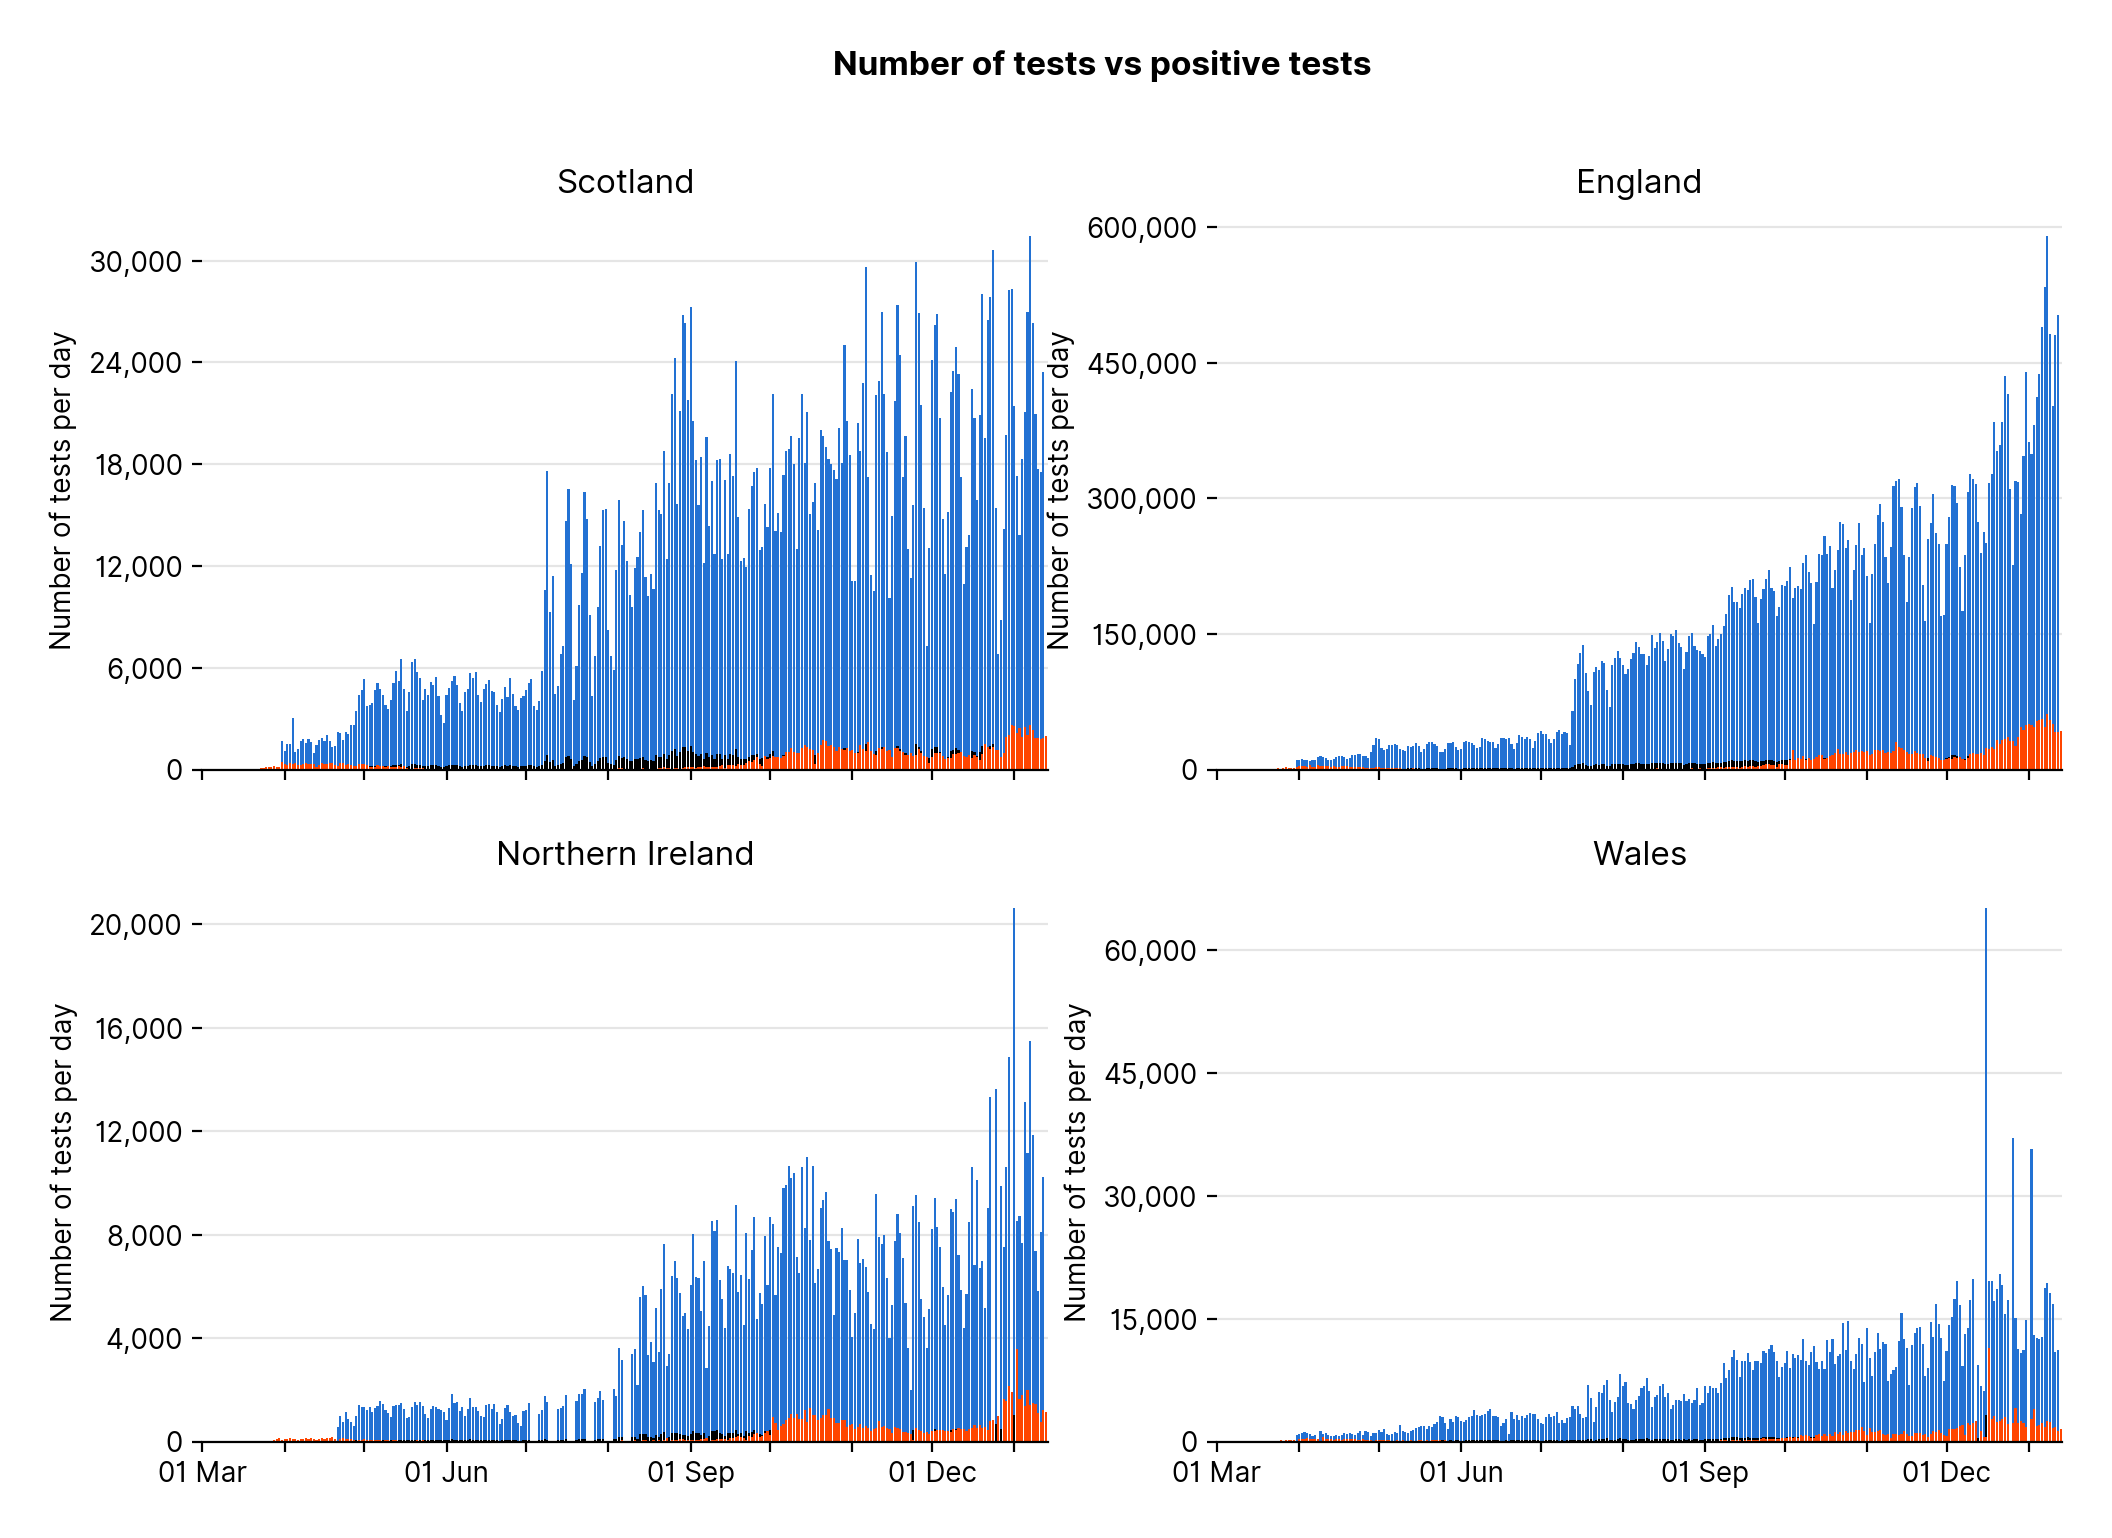 Number of tests vs positive tests
Scotland
Number of tests per day
30,000
24,000
18,000
12,000
6,000
0
England
Number of tests per day
600,000
450,000
300,000
150,000
0
Northern Ireland
Number of tests per day
20,000
16,000
12,000
8,000
4,000
0
01 Mar
01 Jun
01 Sep
01 Dec
Wales
Number of tests per day
60,000
45,000
30,000
15,000
0
01 Mar
01 Jun
01 Sep
01 Dec